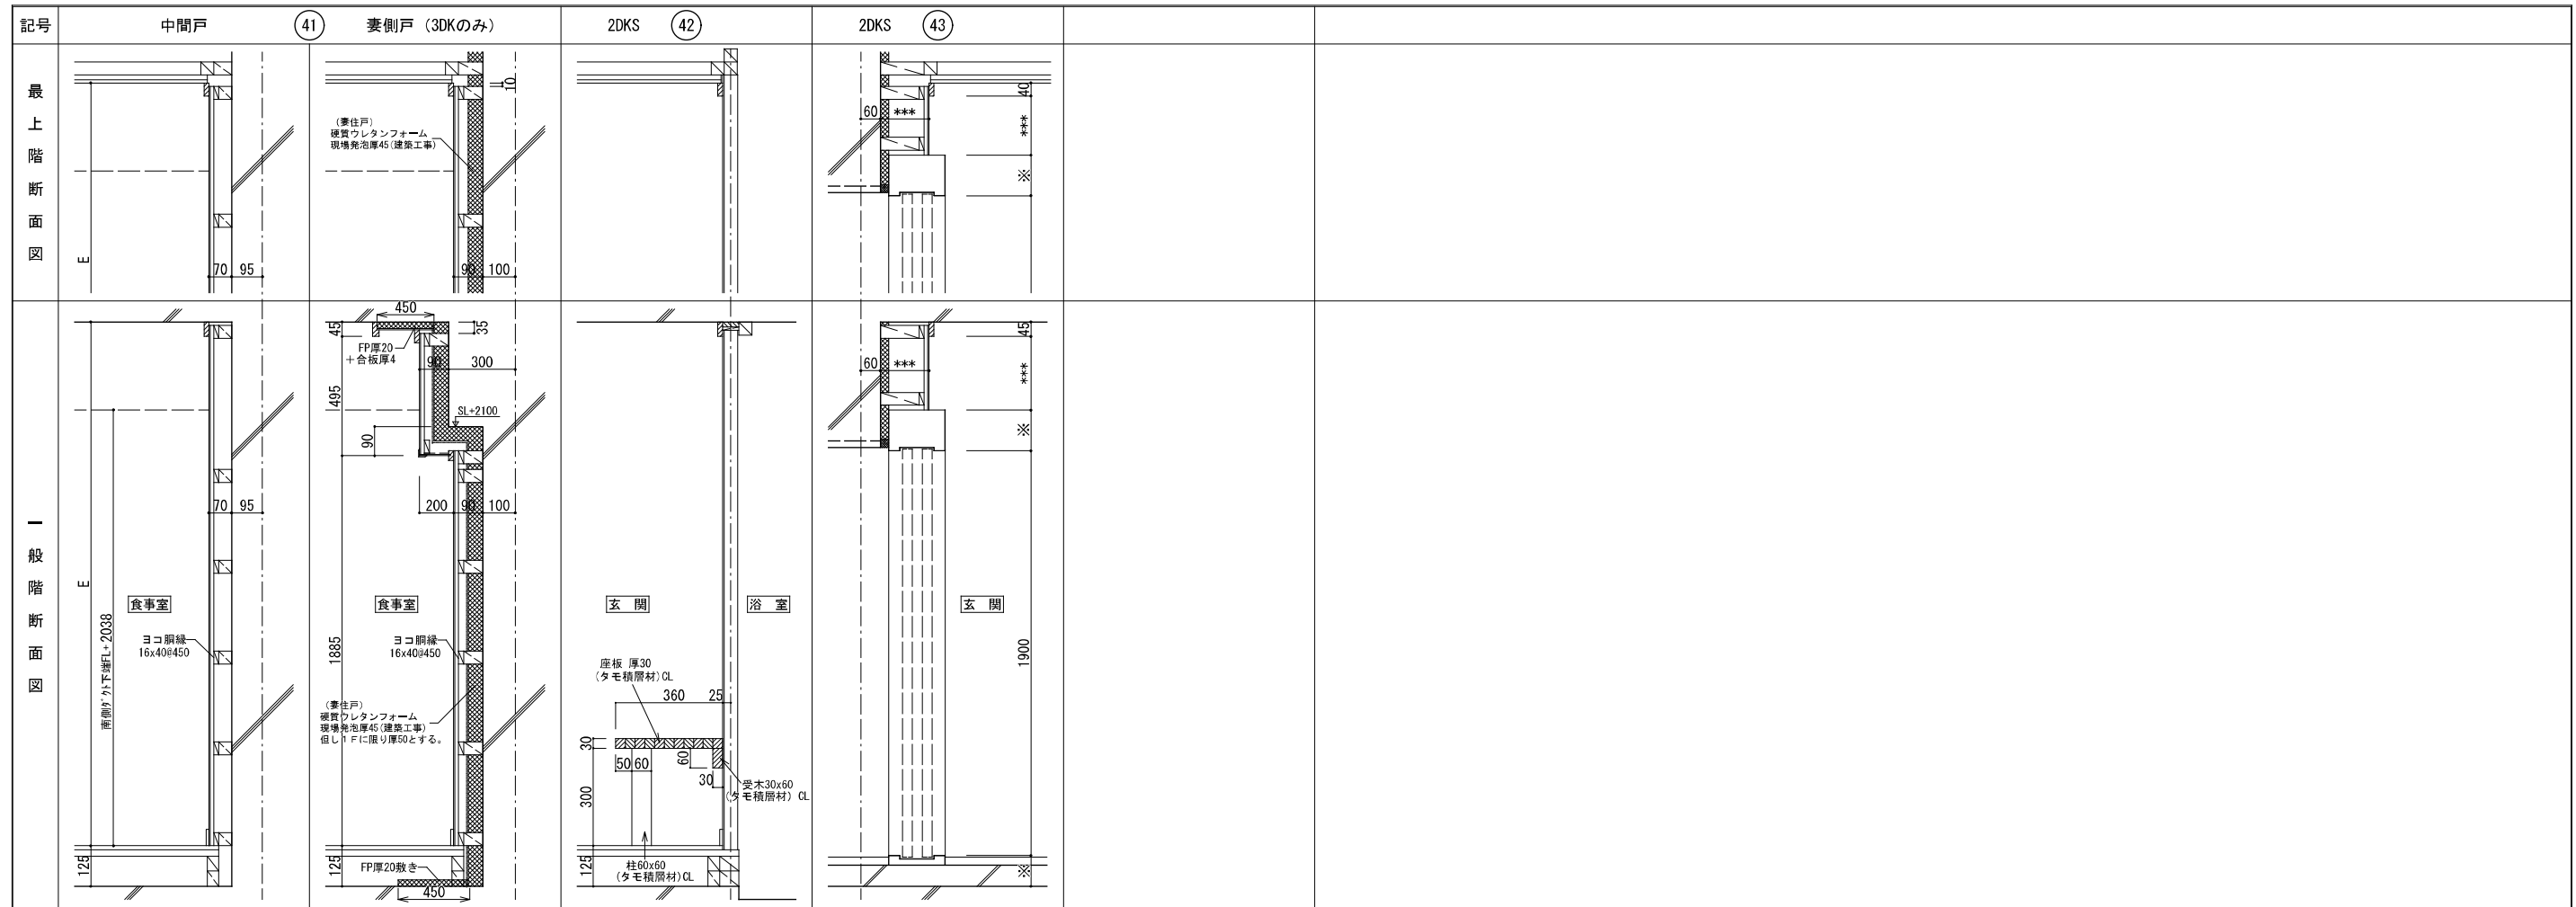 記号
中間戸
41
妻側戸 (3DKのみ)
2DKS
42
2DKS
43
最上階断面図
E
70
95
10
(妻住戸)
硬質ウレタンフォーム
現場発泡厚45(建築工事)
90
100
60
***
40
***
※
一般階断面図
E
南側ダクト下端FL+2038
70
95
食事室
ヨコ胴縁
16x40@450
125
450
45
35
FP厚20
+合板厚4
90
300
495
SL+2100
90
200
90
100
食事室
1885
ヨコ胴縁
16x40@450
(妻住戸)
硬質ウレタンフォーム
現場発泡厚45(建築工事)
但し1Fに限り厚50とする。
125
FP厚20敷き
450
玄 関
浴 室
座板 厚30
(タモ積層材)CL
360
25
30
50
60
60
30
受木30x60
(タモ積層材) CL
300
柱60x60
(タモ積層材)CL
125
60
***
45
***
※
玄 関
1900
※